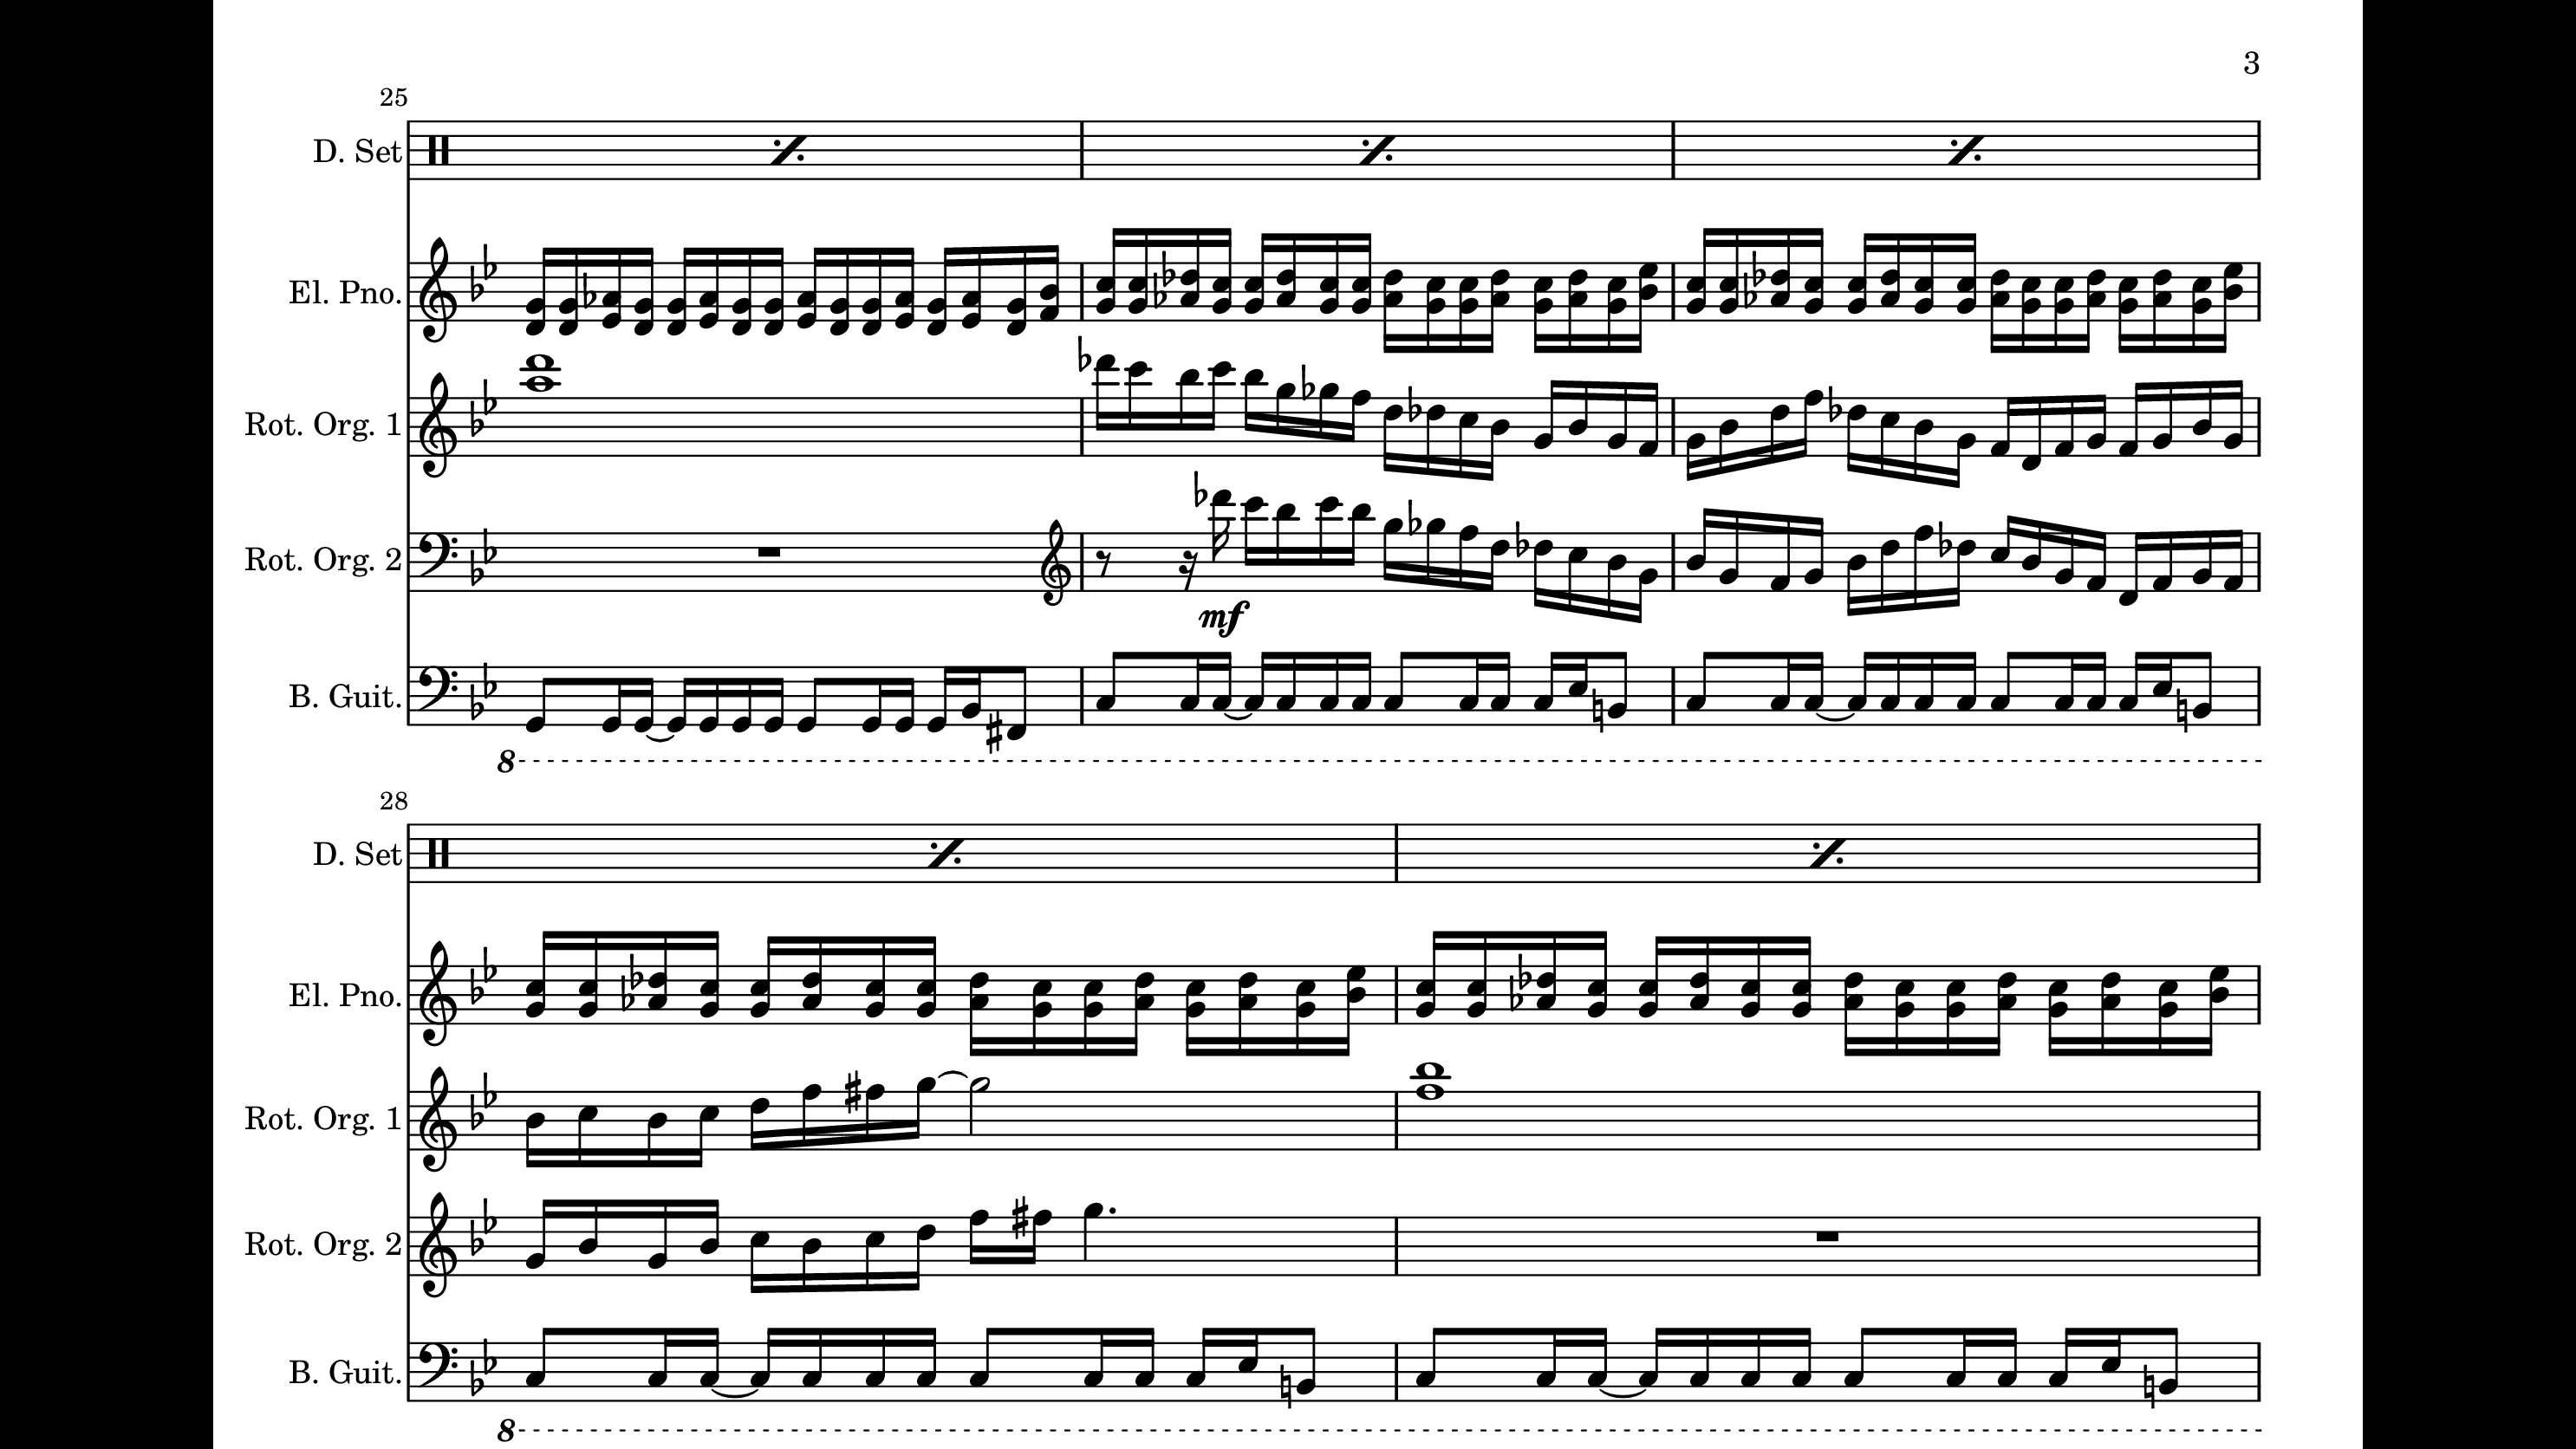 3
25
D. Set
El. Pno.
Rot. Org. 1
Rot. Org. 2
mf
B. Guit.
8
28
D. Set
El. Pno.
Rot. Org. 1
Rot. Org. 2
B. Guit.
8